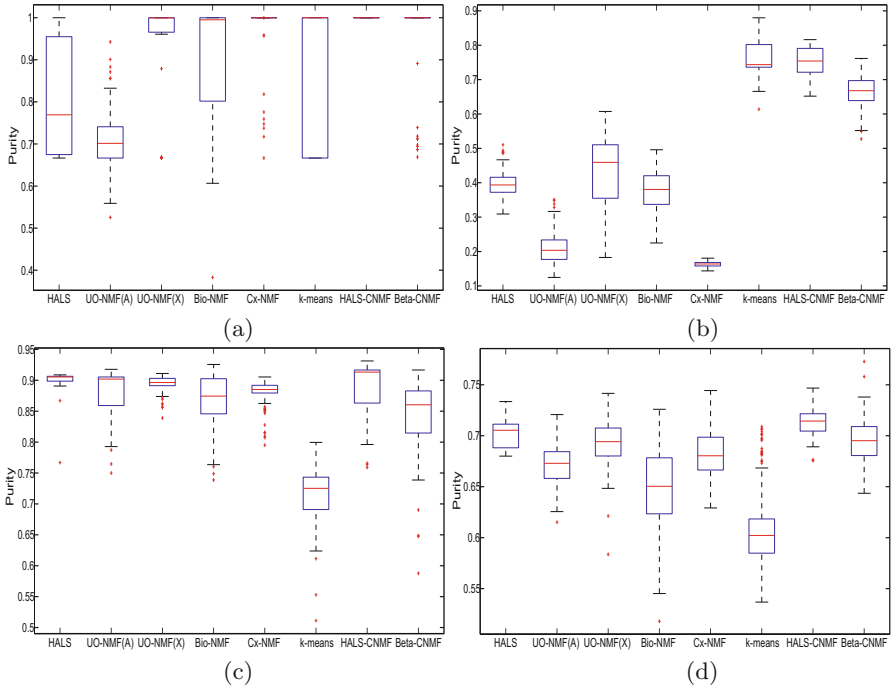 1
0.9
0.8
0.7
0.6
0.5
0.4
Purity
HALS UO-NMF(A) UO-NMF(X) Bio-NMF Cx-NMF k-means HALS-CNMF Beta-CNMF
(a)
0.9
0.8
0.7
0.6
0.5
0.4
0.3
0.2
0.1
Purity
HALS UO-NMF(A) UO-NMF(X) Bio-NMF Cx-NMF k-means HALS-CNMF Beta-CNMF
(b)
0.95
0.9
0.85
0.8
0.75
0.7
0.65
0.6
0.55
0.5
Purity
HALS UO-NMF(A) UO-NMF(X) Bio-NMF Cx-NMF k-means HALS-CNMF Beta-CNMF
(c)
0.75
0.7
0.65
0.6
0.55
Purity
HALS UO-NMF(A) UO-NMF(X) Bio-NMF Cx-NMF k-means HALS-CNMF Beta-CNMF
(d)